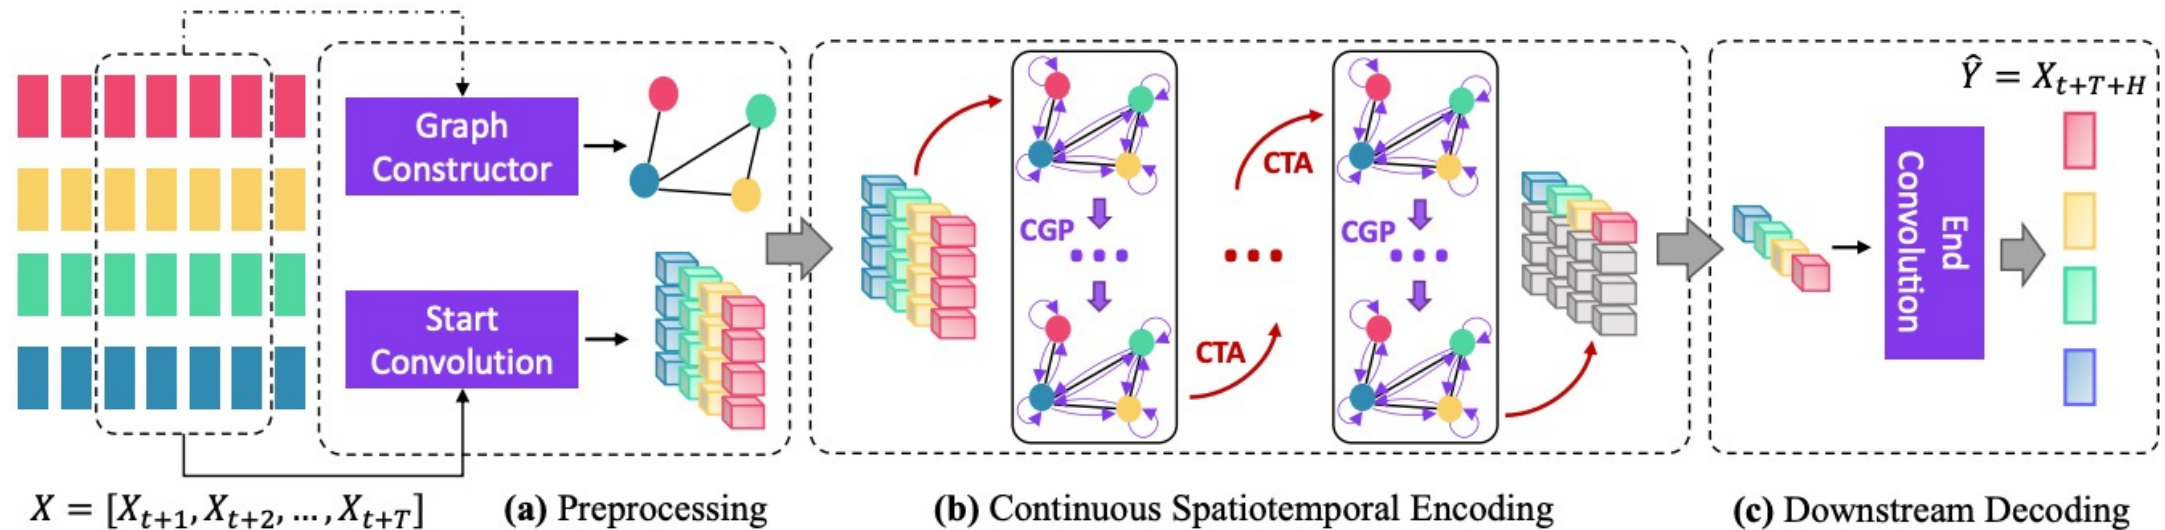 Graph
Constructor
Start
Convolution
X = [X_{t+1}, X_{t+2}, ..., X_{t+T}]
(a) Preprocessing
CGP
CTA
CTA
CGP
(b) Continuous Spatiotemporal Encoding
End
Convolution
Ŷ = X_{t+T+H}
(c) Downstream Decoding